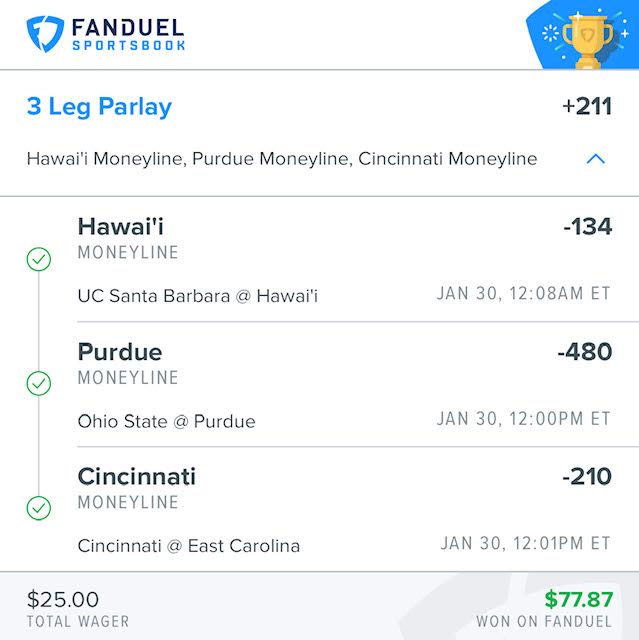 FANDUEL
SPORTSBOOK
3 Leg Parlay +211
Hawai'i Moneyline, Purdue Moneyline, Cincinnati Moneyline
Hawai'i -134
MONEYLINE
UC Santa Barbara @ Hawai'i JAN 30, 12:08AM ET
Purdue -480
MONEYLINE
Ohio State @ Purdue JAN 30, 12:00PM ET
Cincinnati -210
MONEYLINE
Cincinnati @ East Carolina JAN 30, 12:01PM ET
$25.00 $77.87
TOTAL WAGER WON ON FANDUEL